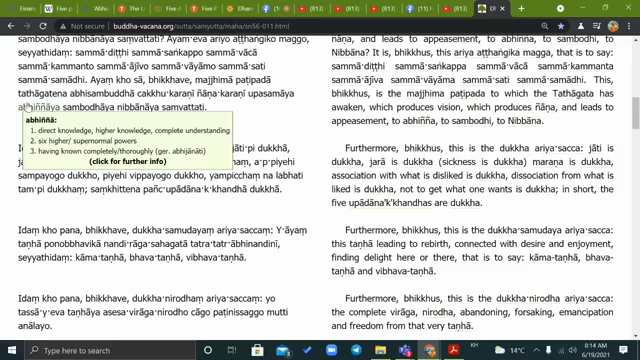 Finan
Five p
W Five p
(813)
(813)
Dhan
(813)
(4) Fi
Five p
(813)
Not secure | buddha-vacana.org/sutta/samyutta/maha/sn56-011.html
bodhāya nibbānāya saṃvattati? Ayam·eva ariyo aṭṭhaṅgiko maggo,
seyyathidaṃ: sammā·diṭṭhi sammā·saṅkappo sammā·vācā
sammā·kammanto sammā·ājīvo sammā·vāyāmo sammā·sati
sammā·samādhi. Ayaṃ kho sā, bhikkhave, majjhimā paṭipadā
tathāgatena abhisambuddhā cakkhu·karaṇī ñāṇa·karaṇī upasamāya
abhiññāya sambodhāya nibbānāya saṃvattati.
abhiññā:
1. direct knowledge, higher knowledge, complete understanding
2. six higher/ supernormal powers
3. having known completely/thoroughly (ger. abhijānāti)
(click for further info)
sampayogo dukkho, piyehi vippayogo dukkho, yampicchaṃ na labhati
tam·pi dukkhaṃ; saṃkhittena pañc·upādāna·k·khandhā dukkhā.
Idaṃ kho pana, bhikkhave, dukkha·samudayaṃ ariya·saccaṃ: Y·āyaṃ
taṇhā ponobbhavikā nandi·rāga·sahagatā tatra·tatr·ābhinandinī,
seyyathidaṃ: kāma·taṇhā, bhava·taṇhā, vibhava·taṇhā.
Idaṃ kho pana, bhikkhave, dukkha·nirodhaṃ ariya·saccaṃ: yo
tassā·y·eva taṇhāya asesa·virāga·nirodho cāgo paṭinissaggo mutti
anālayo.
ñāṇa, and leads to appeasement, to abhiñña, to sambodhi, to
Nibbāna? It is, bhikkhus, this ariya aṭṭhaṅgika magga, that is to say:
sammā·diṭṭhi sammā·saṅkappa sammā·vācā sammā·kammanta
sammā·ājīva sammā·vāyāma sammā·sati sammā·samādhi. This,
bhikkhus, is the majjhima paṭipada to which the Tathāgata has
awaken, which produces vision, which produces ñāṇa, and leads to
appeasement, to abhiñña, to sambodhi, to Nibbāna.
Furthermore, bhikkhus, this is the dukkha ariya·sacca: jāti is
dukkha, jarā is dukkha (sickness is dukkha) maraṇa is dukkha,
association with what is disliked is dukkha, dissociation from what is
liked is dukkha, not to get what one wants is dukkha; in short, the
five upādāna'k'khandhas are dukkha.
Furthermore, bhikkhus, this is the dukkha·samudaya ariya·sacca:
this taṇhā leading to rebirth, connected with desire and enjoyment,
finding delight here or there, that is to say: kāma-taṇhā, bhava-
taṇhā and vibhava-taṇhā.
Furthermore, bhikkhus, this is the dukkha·nirodha ariya·sacca:
the complete virāga, nirodha, abandoning, forsaking, emancipation
and freedom from that very taṇhā.
Type here to search
KH
14°C
8:14 AM
6/19/2021